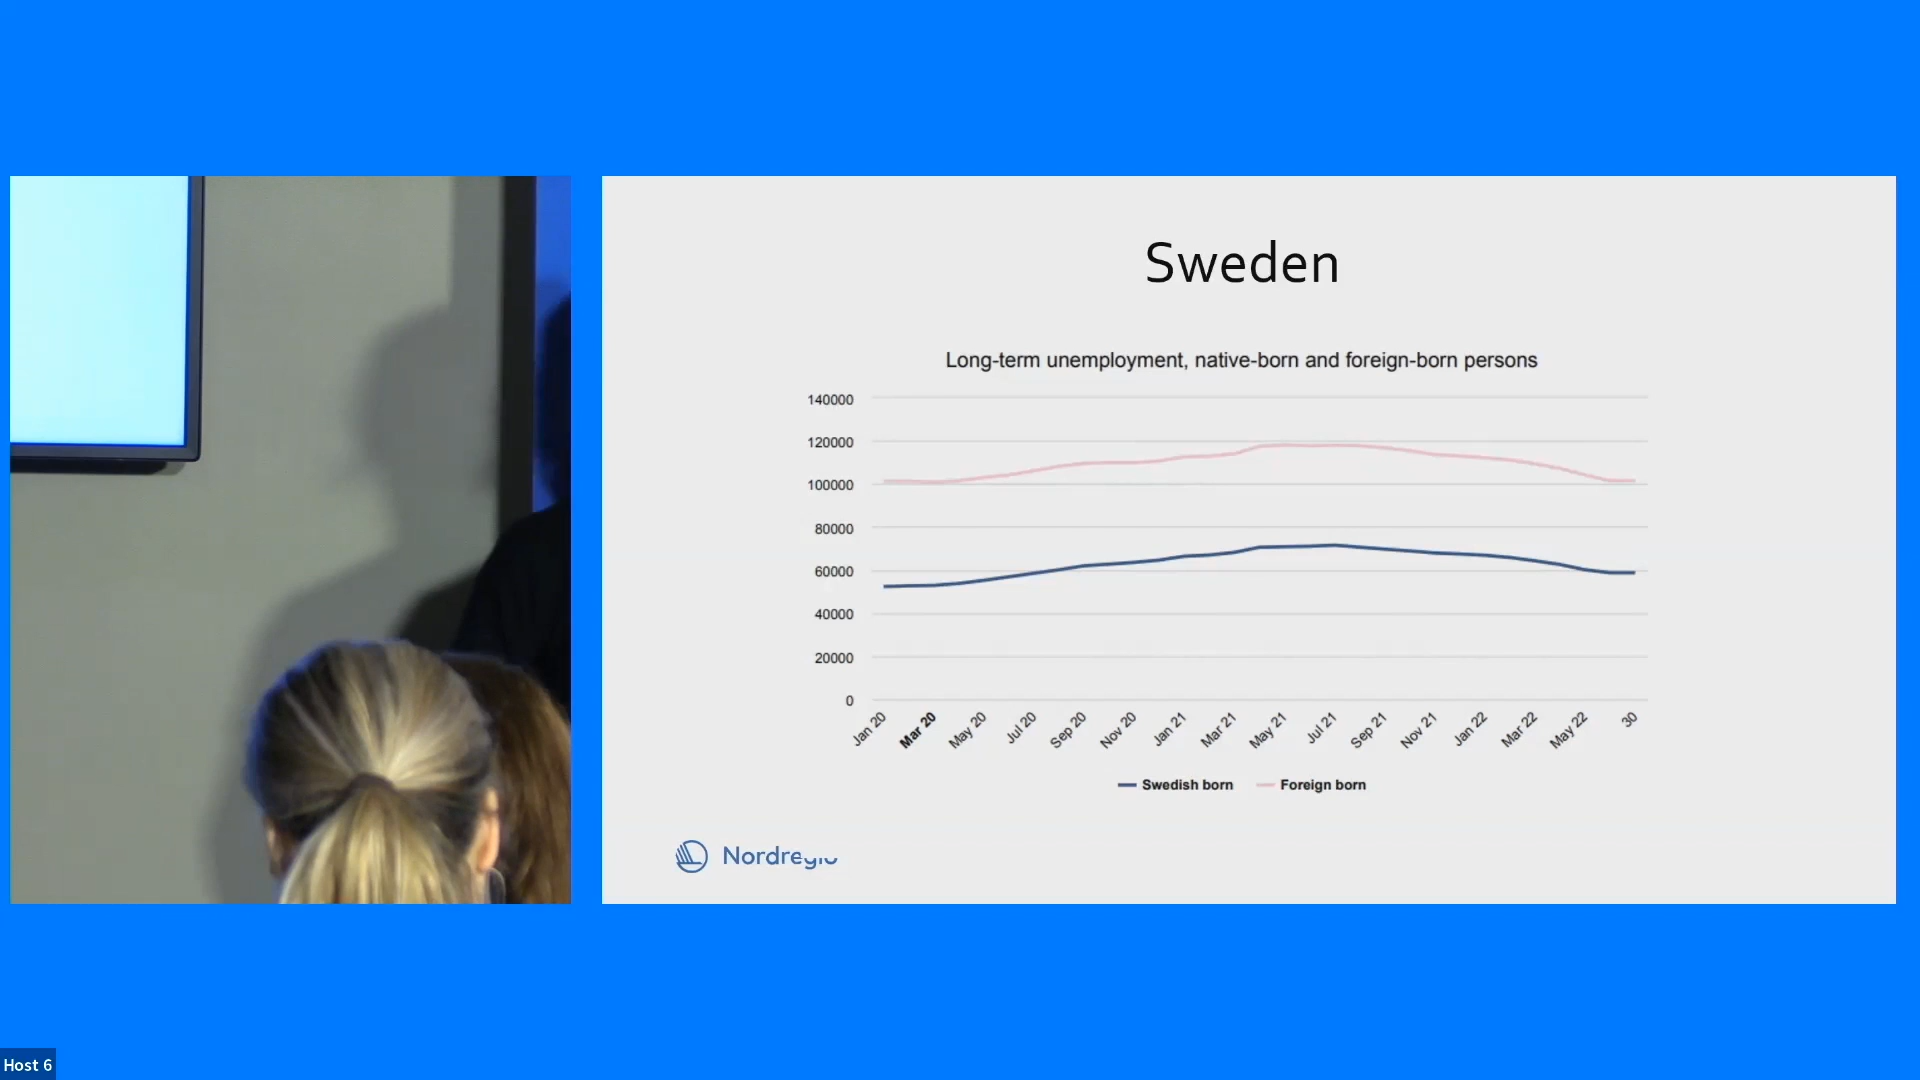 Sweden
Long-term unemployment, native-born and foreign-born persons
140000
120000
100000
80000
60000
40000
20000
0
Jan 20
Mar 20
May 20
Jul 20
Sep 20
Nov 20
Jan 21
Mar 21
May 21
Jul 21
Sep 21
Nov 21
Jan 22
Mar 22
May 22
30
Swedish born
Foreign born
Nordregio
Host 6